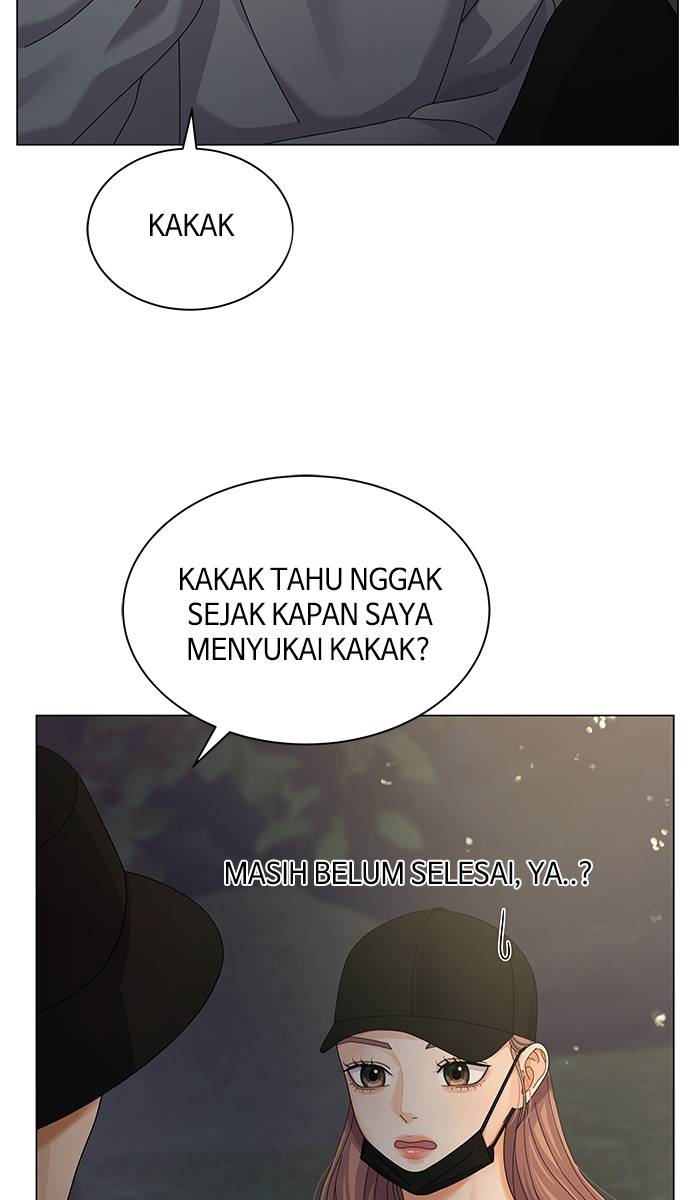 KAKAK
KAKAK TAHU NGGAK
SEJAK KAPAN SAYA
MENYUKAI KAKAK?
MASIH BELUM SELESAI, YA..?